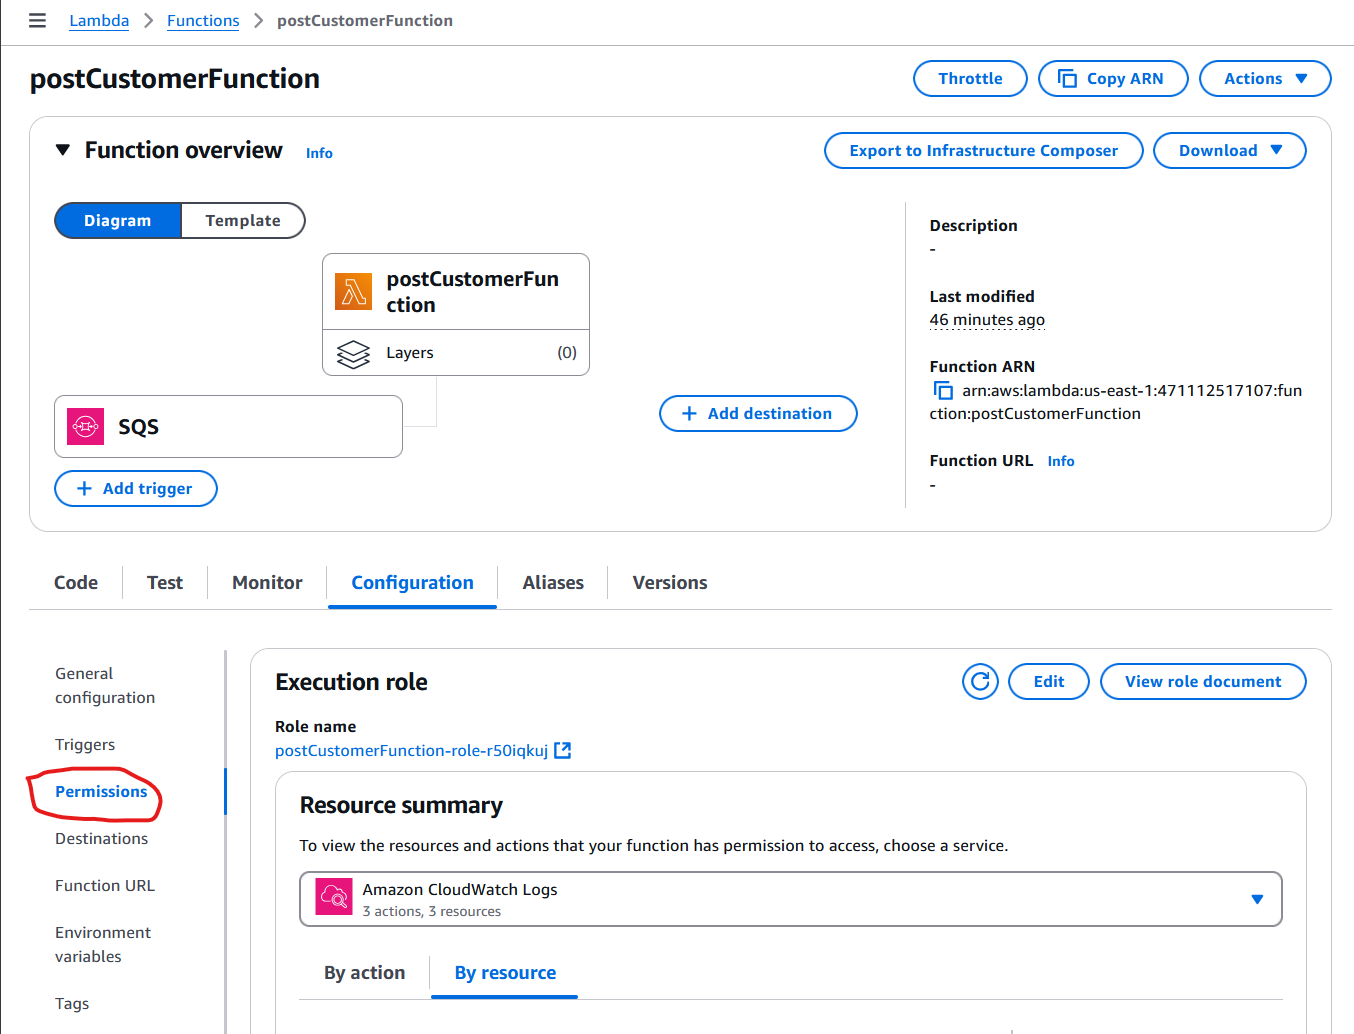 Lambda > Functions > postCustomerFunction
postCustomerFunction
Throttle
Copy ARN
Actions
Function overview Info
Export to Infrastructure Composer
Download
Diagram
Template
postCustomerFun
ction
Layers (0)
SQS
+ Add trigger
+ Add destination
Description
-
Last modified
46 minutes ago
Function ARN
arn:aws:lambda:us-east-1:471112517107:fun
ction:postCustomerFunction
Function URL Info
-
Code
Test
Monitor
Configuration
Aliases
Versions
General
configuration
Triggers
Permissions
Destinations
Function URL
Environment
variables
Tags
Execution role
Edit
View role document
Role name
postCustomerFunction-role-r50iqkuj
Resource summary
To view the resources and actions that your function has permission to access, choose a service.
Amazon CloudWatch Logs
3 actions, 3 resources
By action
By resource